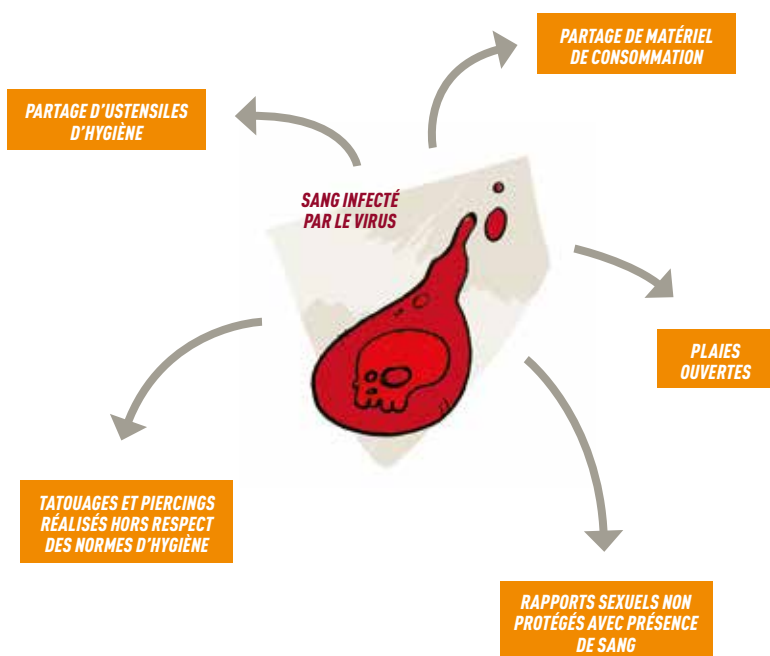 PARTAGE DE MATÉRIEL
DE CONSOMMATION
PARTAGE D'USTENSILES
D'HYGIÈNE
SANG INFECTÉ
PAR LE VIRUS
PLAIES
OUVERTES
TATOUAGES ET PIERCINGS
RÉALISÉS HORS RESPECT
DES NORMES D'HYGIÈNE
RAPPORTS SEXUELS NON
PROTÉGÉS AVEC PRÉSENCE
DE SANG